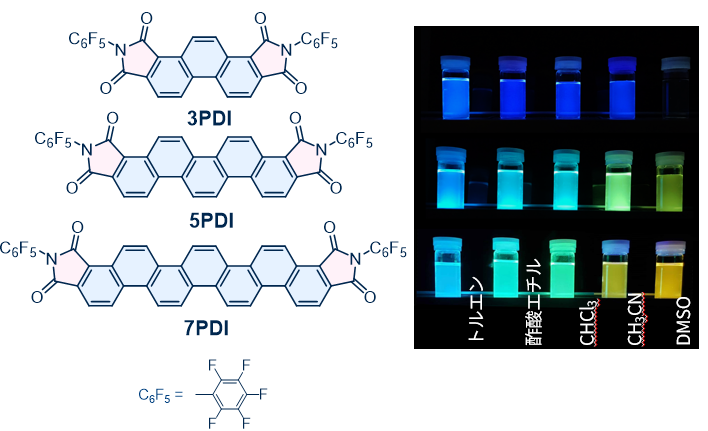 C₆F₅ N O O O O N C₆F₅
3PDI
C₆F₅ N O O O O N C₆F₅
5PDI
C₆F₅ N O O O O N C₆F₅
7PDI
C₆F₅ = F F F F F
トルエン
酢酸エチル
CHCl₃
CH₃CN
DMSO